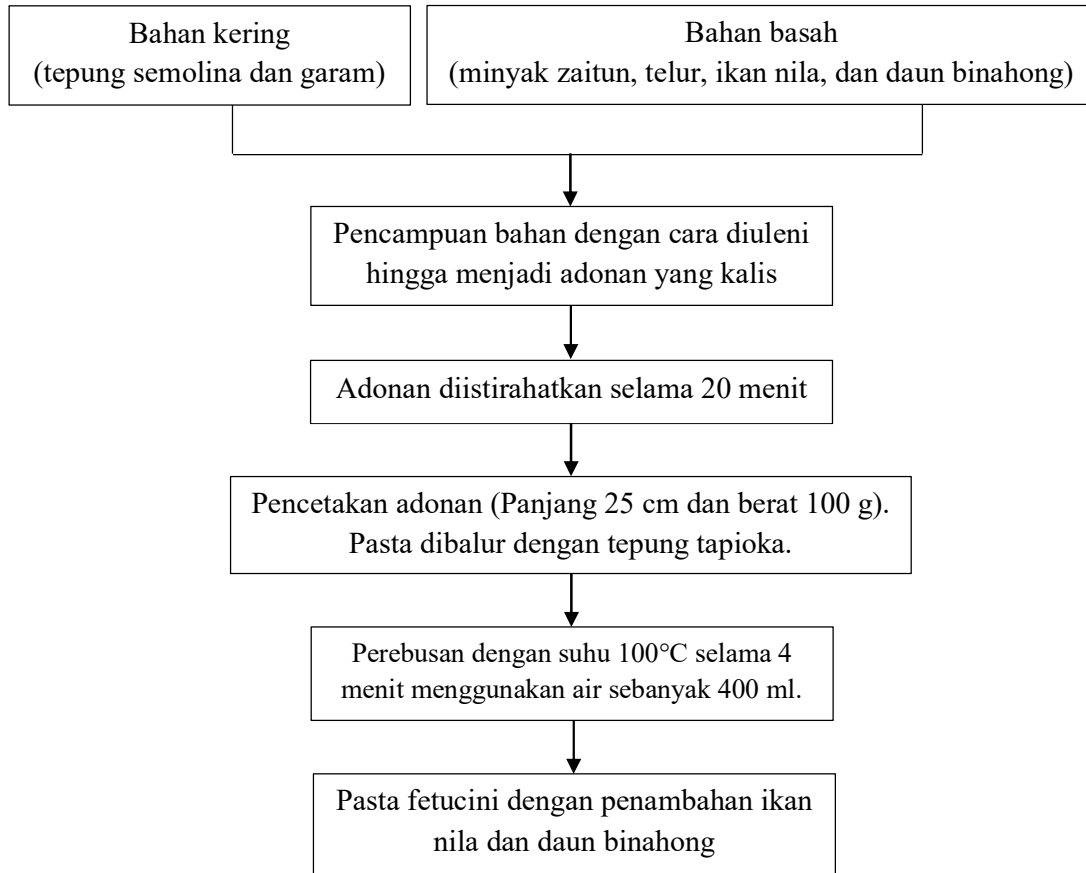 Bahan kering
(tepung semolina dan garam)
Bahan basah
(minyak zaitun, telur, ikan nila, dan daun binahong)
Pencampuan bahan dengan cara diuleni
hingga menjadi adonan yang kalis
Adonan diistirahatkan selama 20 menit
Pencetakan adonan (Panjang 25 cm dan berat 100 g).
Pasta dibalur dengan tepung tapioka.
Perebusan dengan suhu 100°C selama 4
menit menggunakan air sebanyak 400 ml.
Pasta fetucini dengan penambahan ikan
nila dan daun binahong